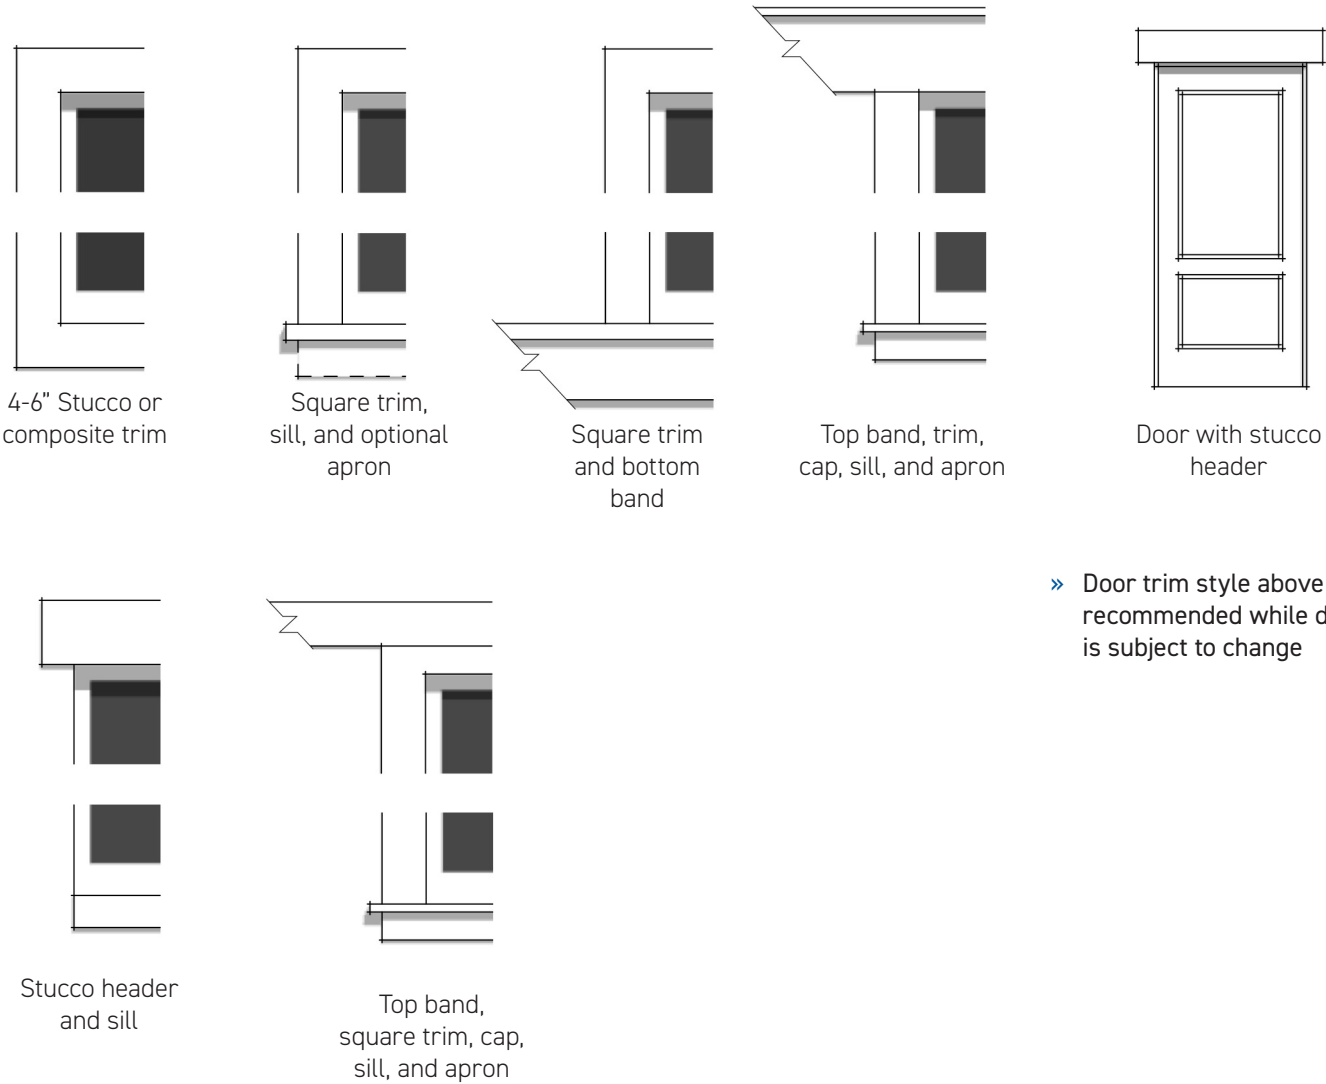 4-6” Stucco or
composite trim
Square trim,
sill, and optional
apron
Square trim
and bottom
band
Top band, trim,
cap, sill, and apron
Door with stucco
header
» Door trim style above
recommended while
is subject to change
Stucco header
and sill
Top band,
square trim, cap,
sill, and apron